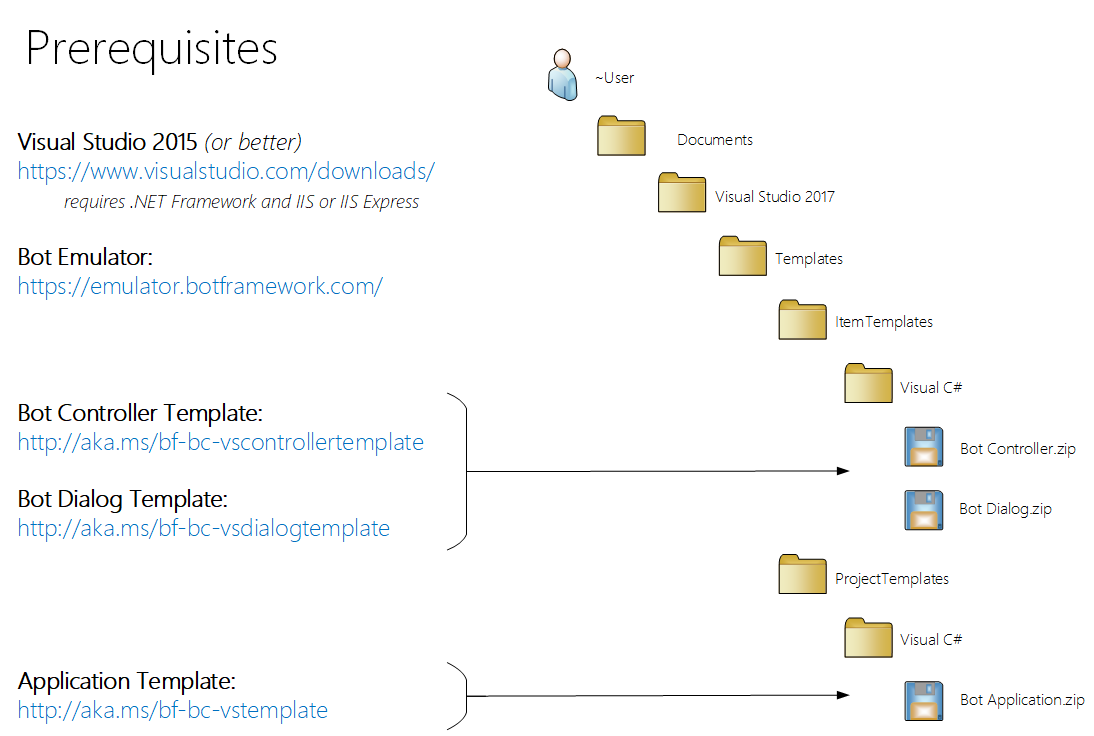 Prerequisites
Visual Studio 2015 (or better)
https://www.visualstudio.com/downloads/
requires .NET Framework and IIS or IIS Express
Bot Emulator:
https://emulator.botframework.com/
Bot Controller Template:
http://aka.ms/bf-bc-vscontrollertemplate
Bot Dialog Template:
http://aka.ms/bf-bc-vsdialogtemplate
Application Template:
http://aka.ms/bf-bc-vstemplate
~User
Documents
Visual Studio 2017
Templates
ItemTemplates
Visual C#
Bot Controller.zip
Bot Dialog.zip
ProjectTemplates
Visual C#
Bot Application.zip